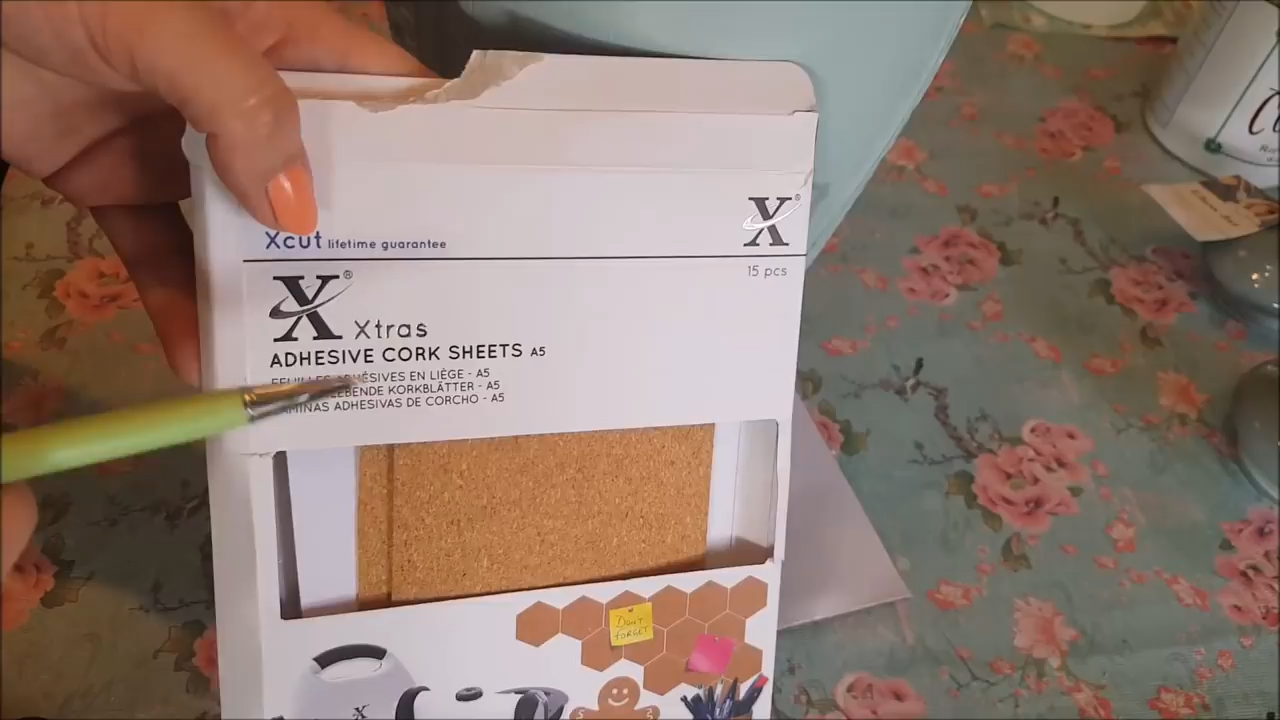 Xcut lifetime guarantee
X®
15 pcs
X® Xtras
ADHESIVE CORK SHEETS A5
FEUILLES ADHÉSIVES EN LIÈGE - A5
KORKBLÄTTER - A5
LÁMINAS ADHESIVAS DE CORCHO - A5
DON'T
FORGET
X